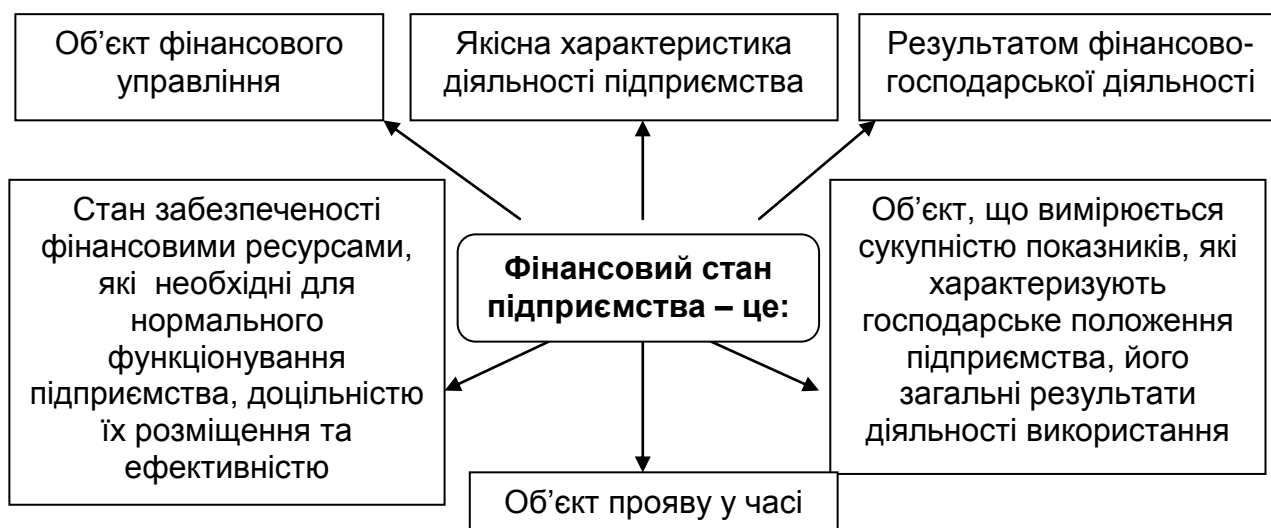 Об’єкт фінансового
управління
Якісна характеристика
діяльності підприємства
Результатом фінансово-
господарської діяльності
Стан забезпеченості
фінансовими ресурсами,
які необхідні для
нормального
функціонування
підприємства, доцільністю
їх розміщення та
ефективністю
Фінансовий стан
підприємства – це:
Об’єкт, що вимірюється
сукупністю показників, які
характеризують
господарське положення
підприємства, його
загальні результати
діяльності використання
Об’єкт прояву у часі